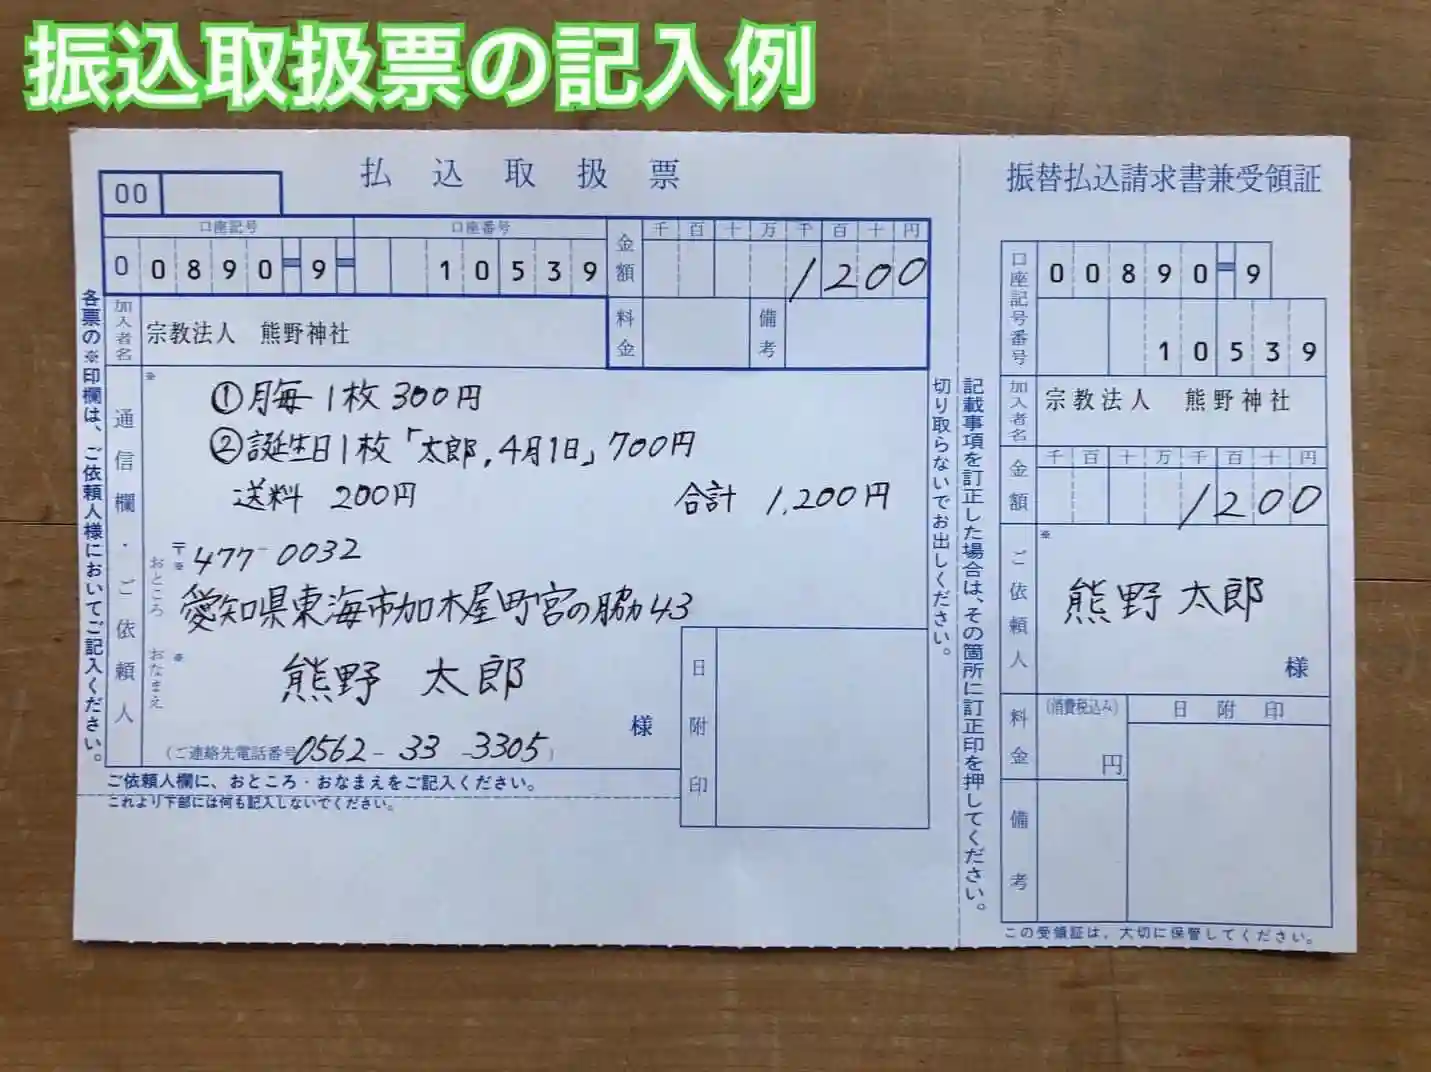 振込取扱票の記入例
払込取扱票
00
口座記号 口座番号
0 0 8 9 0 = 9 = 1 0 5 3 9
金額 千 百 十 万 千 百 十 円
1 2 0 0
加入者名 宗教法人 熊野神社
料金 備考
各票の※印欄は、ご依頼人様においてご記入ください。
通信欄・ご依頼人
※
①月毎 1枚 300円
②誕生日1枚「太郎,4月1日」700円
送料 200円 合計 1,200円
〒 477-0032
おところ ※ 愛知県東海市加木屋町宮の脇43
おなまえ ※ 熊野 太郎 様
(ご連絡先電話番号 0562-33-3305)
日附印
ご依頼人欄に、おところ・おなまえをご記入ください。
これより下部には何も記入しないでください。
切り取らないでお出しください。
記載事項を訂正した場合は、その箇所に訂正印を押してください。
振替払込請求書兼受領証
口座記号番号 0 0 8 9 0 = 9
1 0 5 3 9
加入者名 宗教法人 熊野神社
金額 千 百 十 万 千 百 十 円
1 2 0 0
ご依頼人 ※
熊野 太郎
様
料金 (消費税込み) 円
日附印
備考
この受領証は、大切に保管してください。